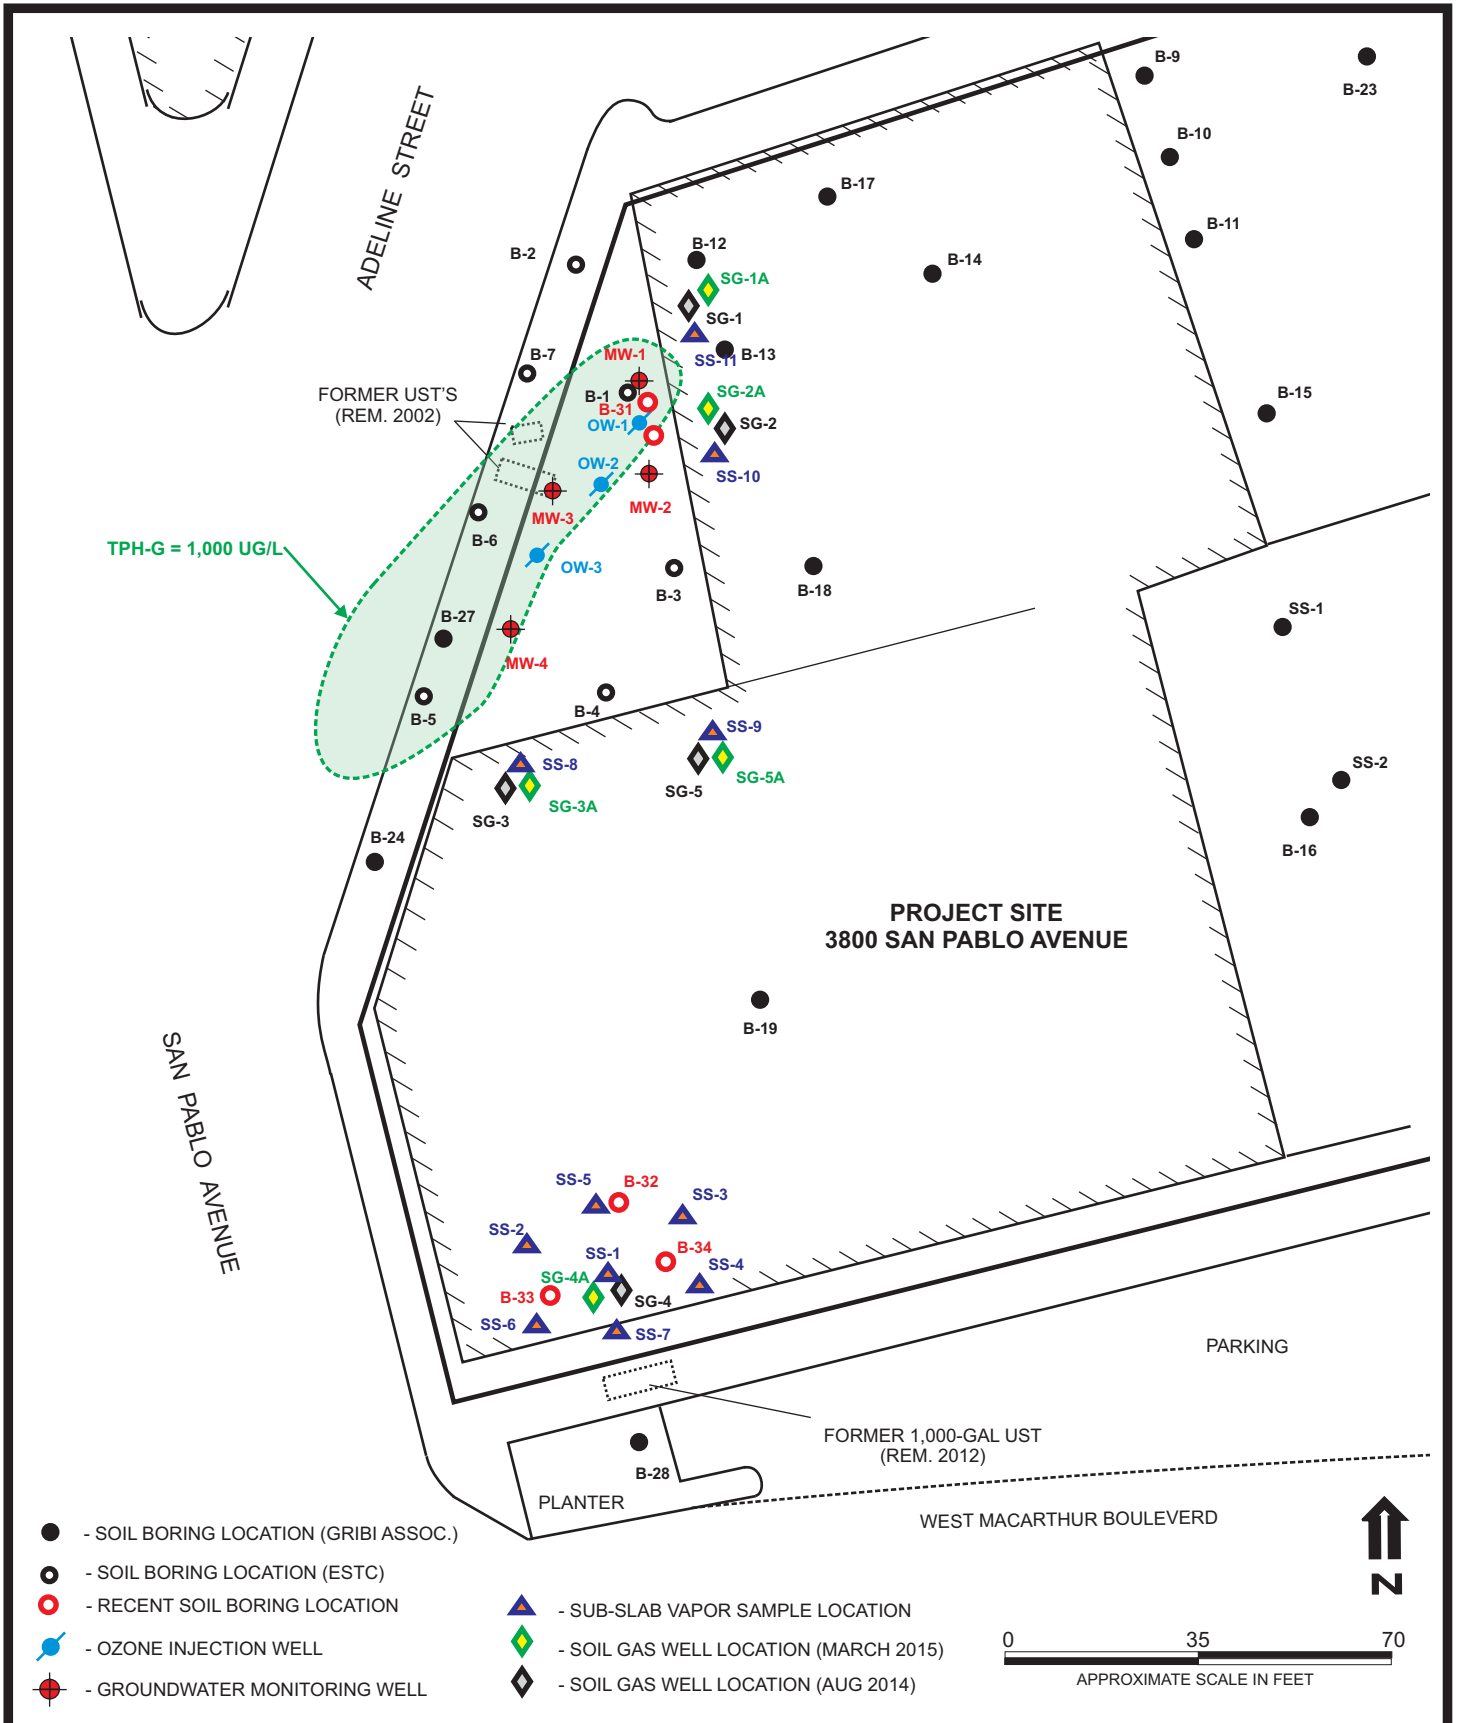 B-9
B-23
B-10
ADELINE STREET
B-17
B-11
B-2
B-12
B-14
SG-1A
SG-1
B-7
MW-1
SS-11
B-13
FORMER UST'S
(REM. 2002)
B-1
B-31
SG-2A
B-15
OW-1
SG-2
OW-2
SS-10
MW-3
MW-2
B-6
TPH-G = 1,000 UG/L
OW-3
B-3
B-18
B-27
SS-1
MW-4
B-5
B-4
SS-9
SS-8
SS-2
SG-5
SG-5A
SG-3
SG-3A
B-24
B-16
PROJECT SITE
3800 SAN PABLO AVENUE
B-19
SAN PABLO AVENUE
SS-5
B-32
SS-3
SS-2
B-34
SS-1
SS-4
SG-4A
B-33
SG-4
SS-6
SS-7
PARKING
FORMER 1,000-GAL UST
(REM. 2012)
B-28
PLANTER
WEST MACARTHUR BOULEVERD
N
- SOIL BORING LOCATION (GRIBI ASSOC.)
- SOIL BORING LOCATION (ESTC)
- RECENT SOIL BORING LOCATION
- OZONE INJECTION WELL
- GROUNDWATER MONITORING WELL
- SUB-SLAB VAPOR SAMPLE LOCATION
- SOIL GAS WELL LOCATION (MARCH 2015)
- SOIL GAS WELL LOCATION (AUG 2014)
0 35 70
APPROXIMATE SCALE IN FEET